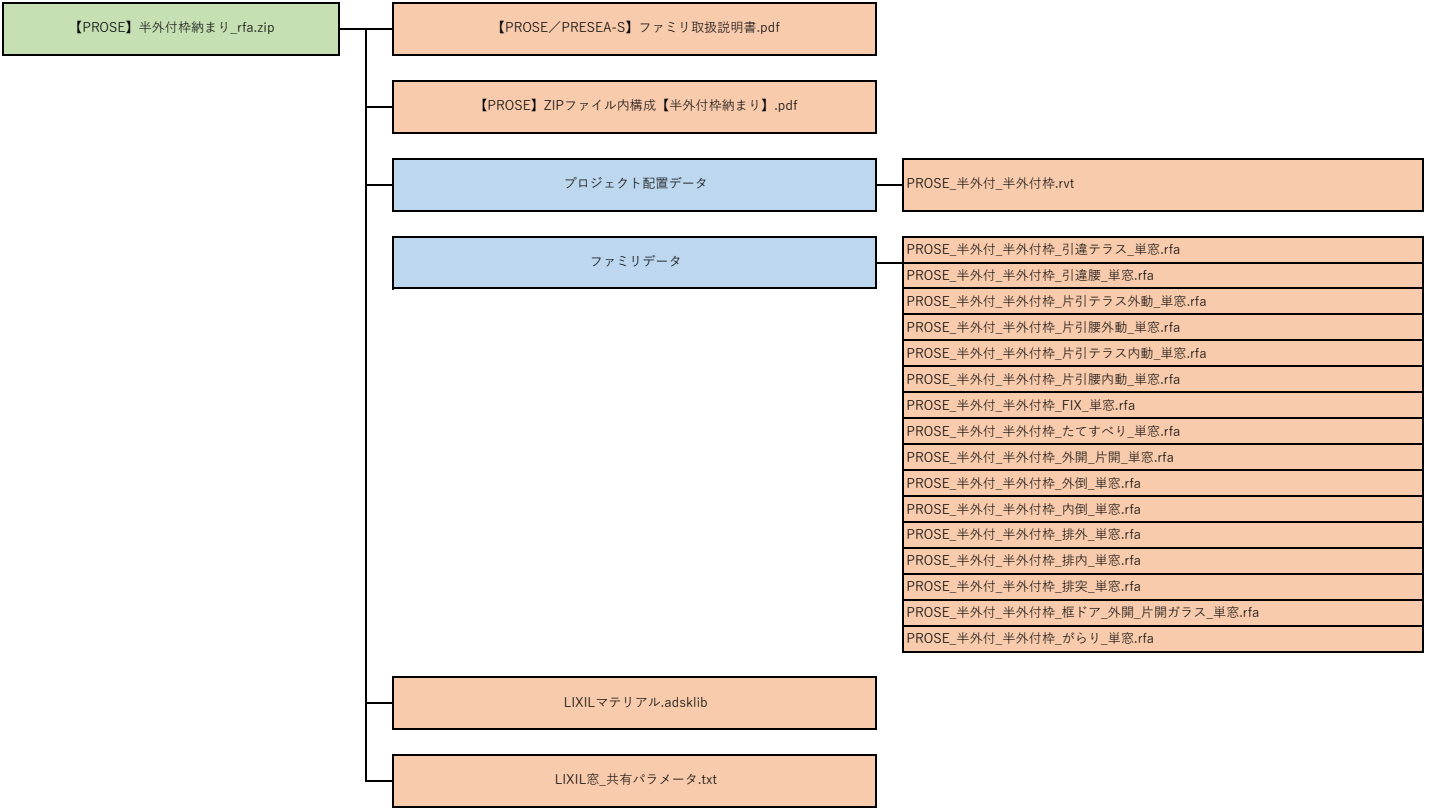 【PROSE】半外付枠納まり_rfa.zip
【PROSE／PRESEA-S】ファミリ取扱説明書.pdf
【PROSE】ZIPファイル内構成【半外付枠納まり】.pdf
プロジェクト配置データ
PROSE_半外付_半外付枠.rvt
ファミリデータ
PROSE_半外付_半外付枠_引違テラス_単窓.rfa
PROSE_半外付_半外付枠_引違腰_単窓.rfa
PROSE_半外付_半外付枠_片引テラス外動_単窓.rfa
PROSE_半外付_半外付枠_片引腰外動_単窓.rfa
PROSE_半外付_半外付枠_片引テラス内動_単窓.rfa
PROSE_半外付_半外付枠_片引腰内動_単窓.rfa
PROSE_半外付_半外付枠_FIX_単窓.rfa
PROSE_半外付_半外付枠_たてすべり_単窓.rfa
PROSE_半外付_半外付枠_外開_片開_単窓.rfa
PROSE_半外付_半外付枠_外倒_単窓.rfa
PROSE_半外付_半外付枠_内倒_単窓.rfa
PROSE_半外付_半外付枠_排外_単窓.rfa
PROSE_半外付_半外付枠_排内_単窓.rfa
PROSE_半外付_半外付枠_排突_単窓.rfa
PROSE_半外付_半外付枠_框ドア_外開_片開ガラス_単窓.rfa
PROSE_半外付_半外付枠_がらり_単窓.rfa
LIXILマテリアル.adsklib
LIXIL窓_共有パラメータ.txt